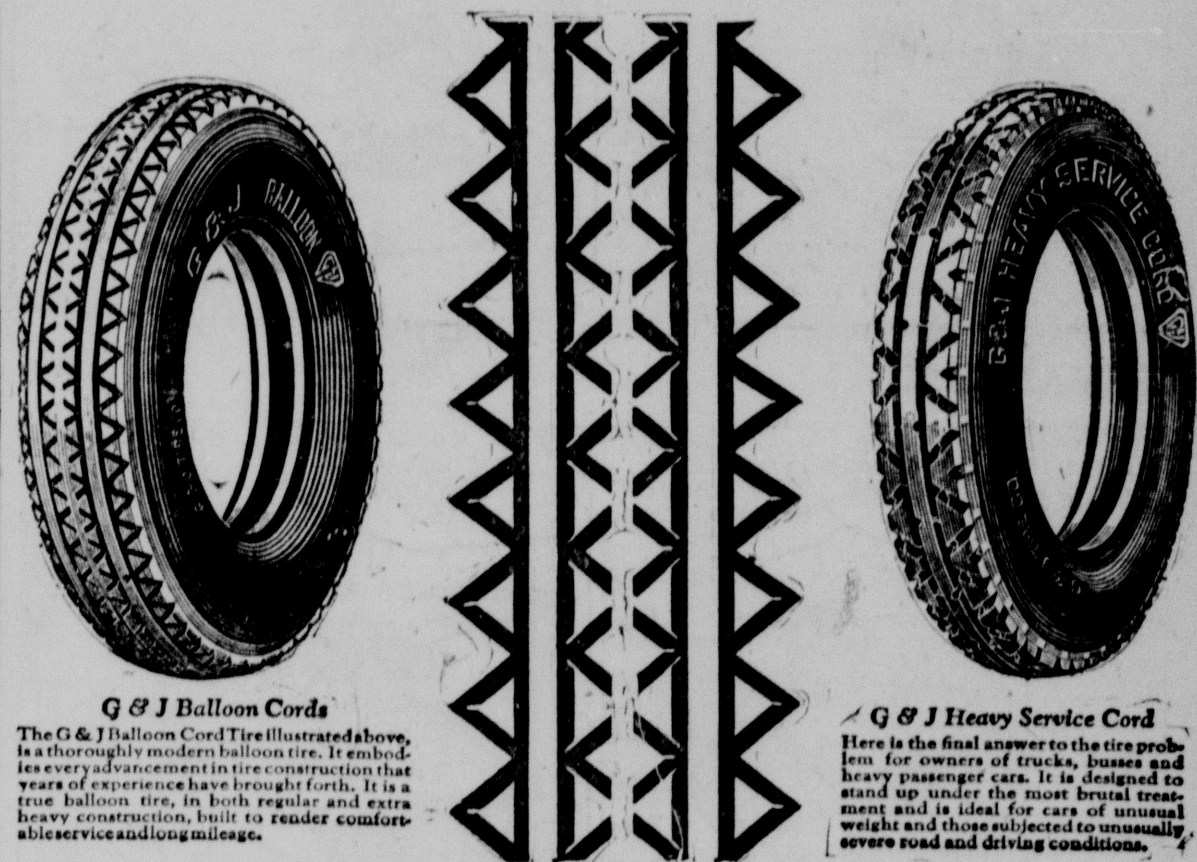 G & J BALLOON
G & J Balloon Cords
The G & J Balloon Cord Tire illustrated above,
is a thoroughly modern balloon tire. It embod-
ies every advancement in tire construction that
years of experience have brought forth. It is a
true balloon tire, in both regular and extra
heavy construction, built to render comfort-
able service and long mileage.
G & J HEAVY SERVICE CORD
G & J Heavy Service Cord
Here is the final answer to the tire prob-
lem for owners of trucks, busses and
heavy passenger cars. It is designed to
stand up under the most brutal treat-
ment and is ideal for cars of unusual
weight and those subjected to unusually
severe road and driving conditions.